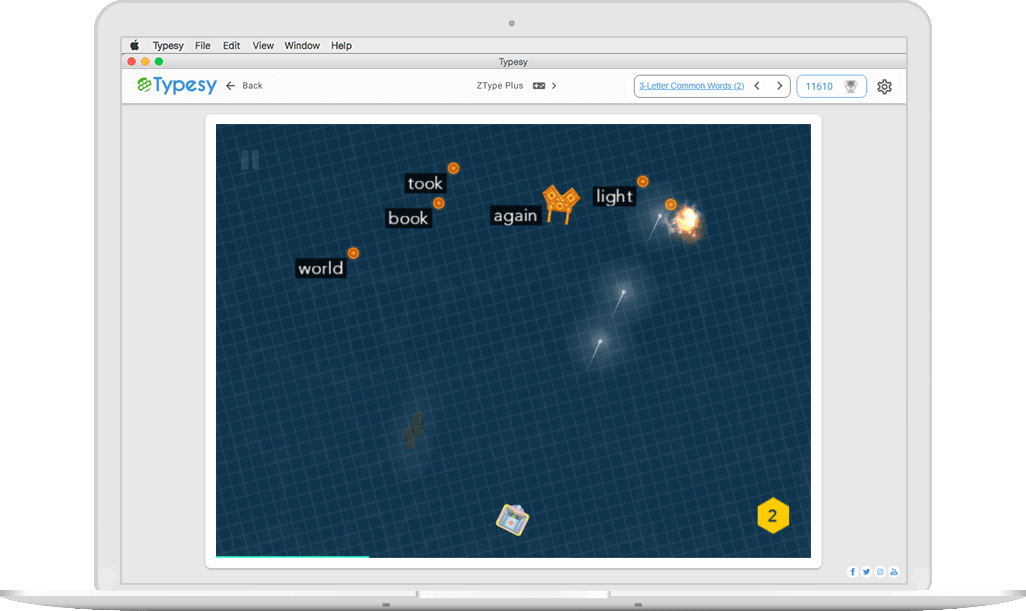 Typesy File Edit View Window Help
Typesy
Typesy Back
ZType Plus
3-Letter Common Words (2)
11610
took
light
book
again
world
2